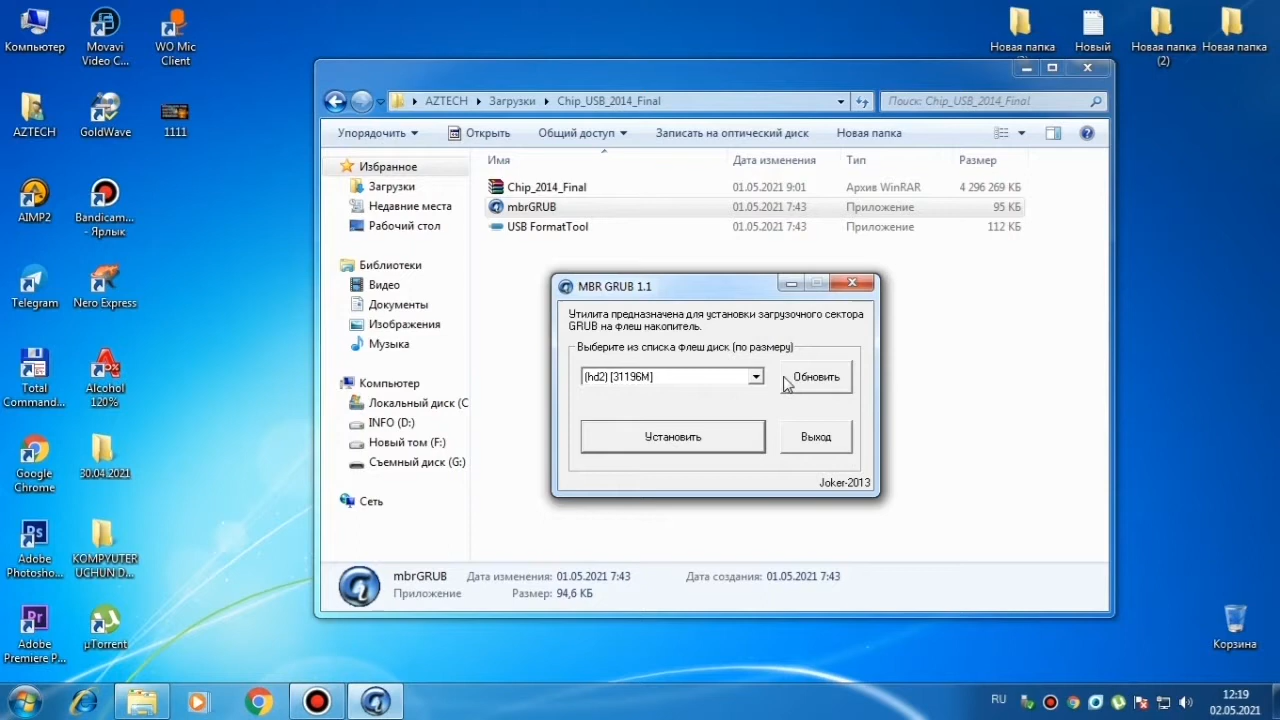 Компьютер
Movavi
Video C...
WO Mic
Client
Новая папка
(2)
Новый
Новая папка
(2)
Новая папка
AZTECH
GoldWave
1111
AIMP2
Bandicam...
- Ярлык
Telegram
Nero Express
Total
Command...
Alcohol
120%
Google
Chrome
30.04.2021
Adobe
Photosho...
KOMPYUTER
UCHUN D...
Adobe
Premiere P...
µTorrent
Корзина
AZTECH
Загрузки
Chip_USB_2014_Final
Поиск: Chip_USB_2014_Final
Упорядочить
Открыть
Общий доступ
Записать на оптический диск
Новая папка
Избранное
Загрузки
Недавние места
Рабочий стол
Библиотеки
Видео
Документы
Изображения
Музыка
Компьютер
Локальный диск (C
INFO (D:)
Новый том (F:)
Съемный диск (G:)
Сеть
Имя Дата изменения Тип Размер
Chip_2014_Final 01.05.2021 9:01 Архив WinRAR 4 296 269 КБ
mbrGRUB 01.05.2021 7:43 Приложение 95 КБ
USB FormatTool 01.05.2021 7:43 Приложение 112 КБ
MBR GRUB 1.1
Утилита предназначена для установки загрузочного сектора
GRUB на флеш накопитель.
Выберите из списка флеш диск (по размеру)
(hd2) [31196M]
Обновить
Установить
Выход
Joker-2013
mbrGRUB Дата изменения: 01.05.2021 7:43 Дата создания: 01.05.2021 7:43
Приложение Размер: 94,6 КБ
RU
12:19
02.05.2021